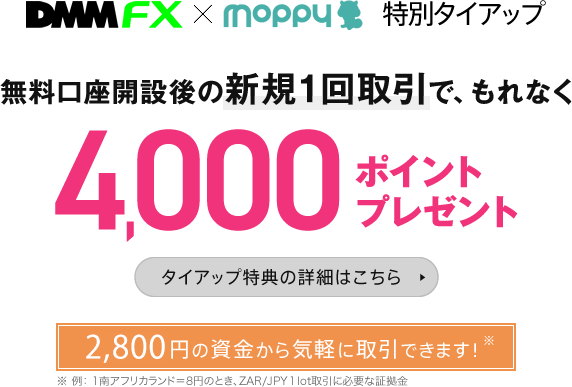 DMM FX × moppy 特別タイアップ
無料口座開設後の新規1回取引で、もれなく
4,000 ポイント
プレゼント
タイアップ特典の詳細はこちら ▶
2,800円の資金から気軽に取引できます!※
※ 例: 1南アフリカランド=8円のとき、ZAR/JPY 1lot取引に必要な証拠金